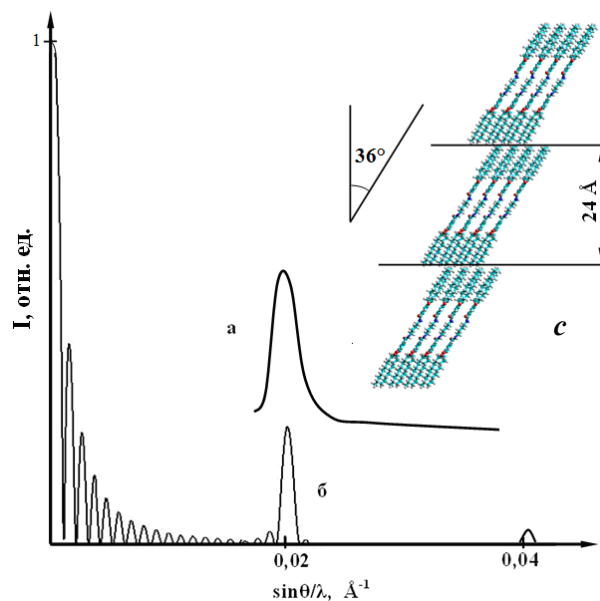 1
36°
24 Å
I, отн. ед.
а
с
б
0,02
0,04
sinθ/λ, Å⁻¹